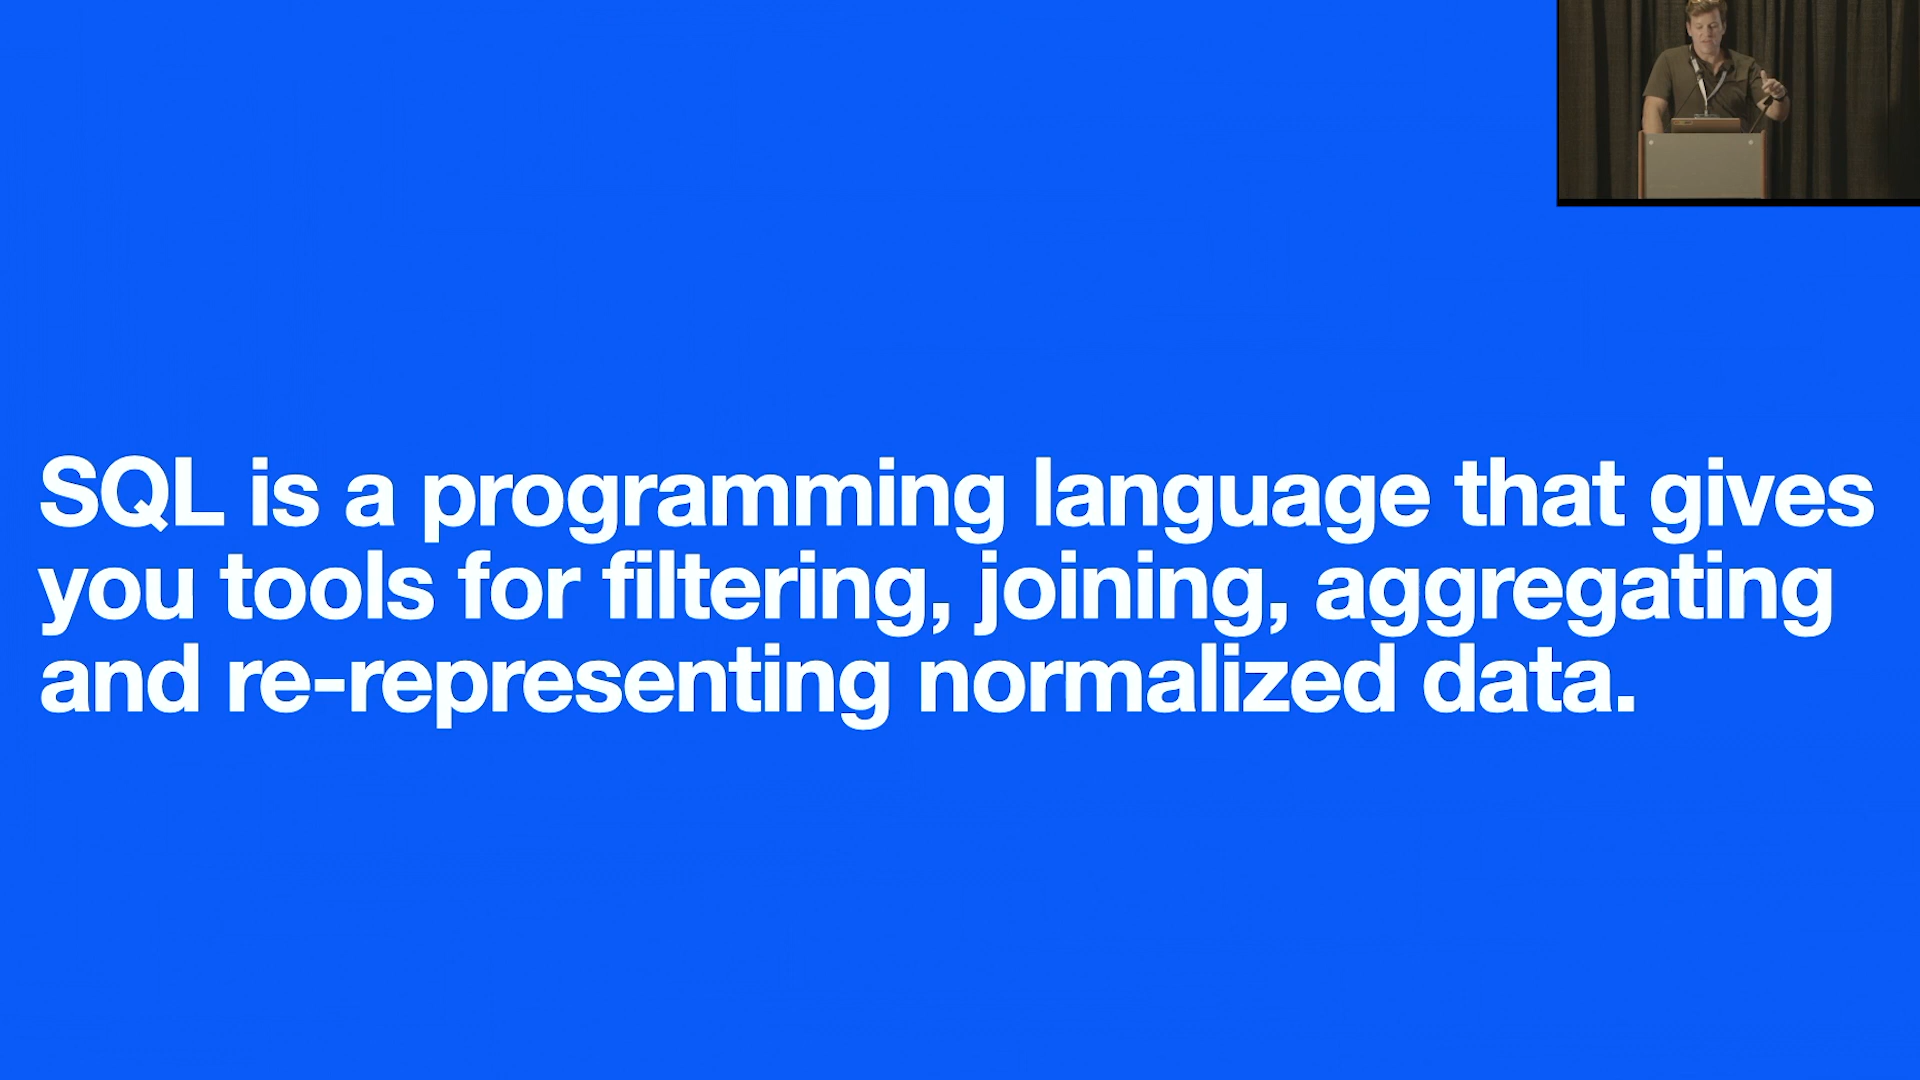 SQL is a programming language that gives
you tools for filtering, joining, aggregating
and re-representing normalized data.